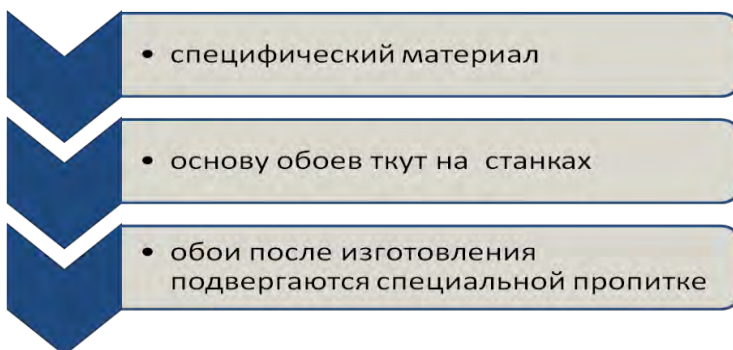 • специфический материал
• основу обоев ткут на станках
• обои после изготовления
подвергаются специальной пропитке